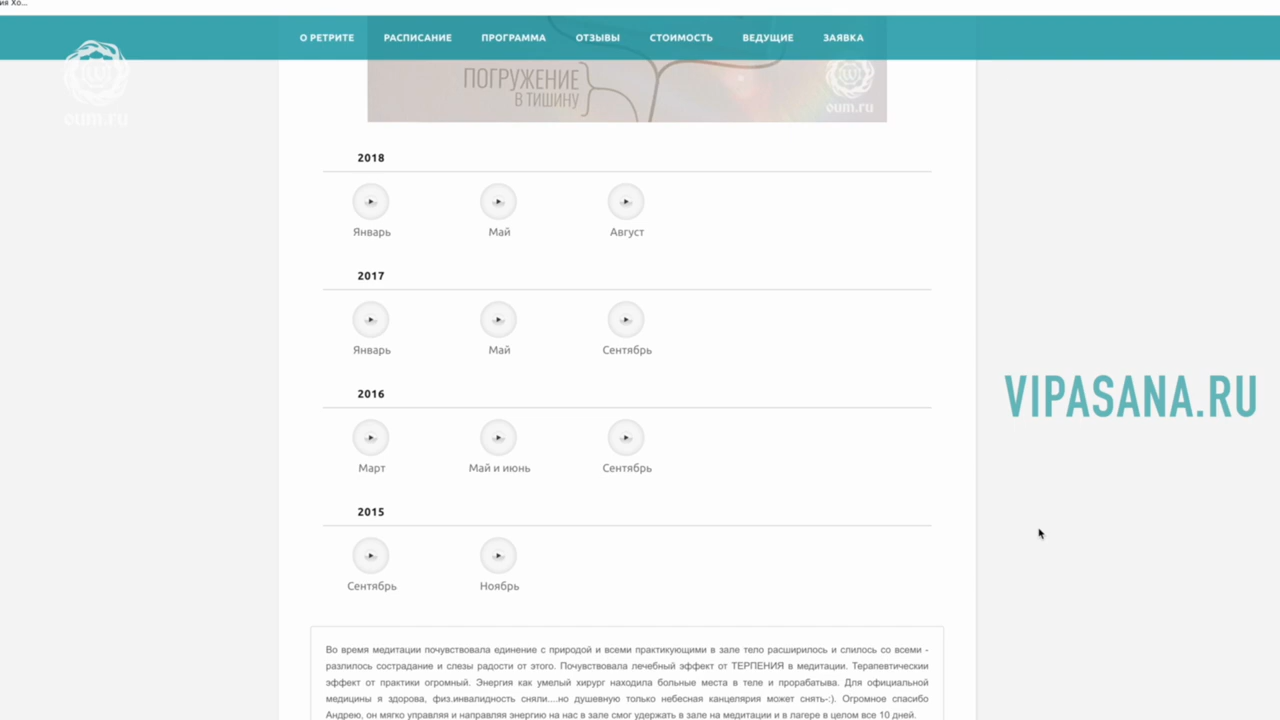 ия Хо...
О РЕТРИТЕ РАСПИСАНИЕ ПРОГРАММА ОТЗЫВЫ СТОИМОСТЬ ВЕДУЩИЕ ЗАЯВКА
ПОГРУЖЕНИЕ
В ТИШИНУ
oum.ru
oum.ru
2018
Январь Май Август
2017
Январь Май Сентябрь
VIPASANA.RU
2016
Март Май и июнь Сентябрь
2015
Сентябрь Ноябрь
Во время медитации почувствовала единение с природой и всеми практикующими в зале тело расширилось и слилось со всеми -
разлилось сострадание и слезы радости от этого. Почувствовала лечебный эффект от ТЕРПЕНИЯ в медитации. Терапевтически
эффект от практики огромный. Энергия как умелый хирург находила больные места в теле и прорабатыва. Для официальной
медицины я здорова, физ.инвалидность сняли....но душевную только небесная канцелярия может снять-:). Огромное спасибо
Андрею, он мягко управляя и направляя энергию на нас в зале смог удержать в зале на медитации и в лагере в целом все 10 дней.